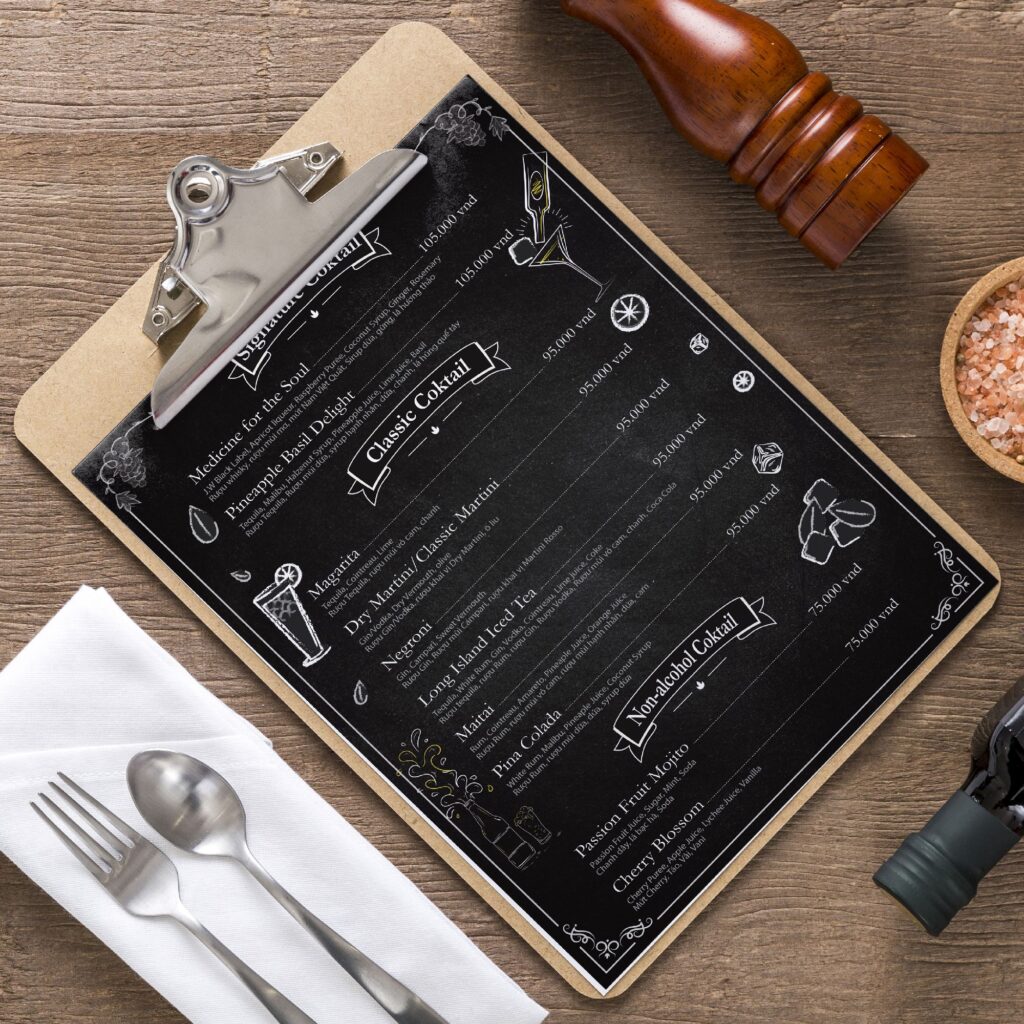 Signature Coktail
Medicine for the Soul 105.000 vnd
J.W Black Label, Apricot liqueur, Raspberry Puree, Coconut Syrup, Ginger, Rosemary
Rượu whisky, rượu mùi mơ, mứt Nam Việt Quất, Sirup dừa, gừng, lá hương thảo
Pineapple Basil Delight 105.000 vnd
Tequila, Malibu, Halzenut Syrup, Pineapple Juice, Lime Juice, Basil
Rượu Tequila, Rượu mùi dừa, syrup hạnh nhân, dứa, chanh, lá húng quế tây
Classic Coktail
Magarita 95.000 vnd
Tequila, Cointreau, Lime
Rượu Tequila, rượu mùi vỏ cam, chanh
Dry Martini/Classic Martini 95.000 vnd
Gin/Vodka, Dry Vermouth, olive
Rượu Gin/Vodka, rượu khai vị Dry Martini, ô liu
Negroni 95.000 vnd
Gin, Campari, Sweet Vermouth
Rượu Gin, Rượu mùi Campari, rượu khai vị Martini Rosso
Long Island Iced Tea 95.000 vnd
Tequila, White Rum, Gin, Vodka, Cointreau, Lime Juice, Coke
Rượu Tequila, rượu Rum, rượu Gin, Rượu Vodka, Rượu mùi vỏ cam, chanh, Coca Cola
Maitai 95.000 vnd
Rum, Cointreau, Amareto, Pineapple Juice, Orange Juice
Rượu Rum, rượu mùi vỏ cam, rượu mùi hạnh nhân, dứa, cam
Pina Colada 95.000 vnd
White Rum, Malibu, Pineapple Juice, Coconut Syrup
Rượu Rum, rượu mùi dừa, dứa, syrup dừa
Non-alcohol Coktail
Passion Fruit Mojito 75.000 vnd
Passion Fruit Juice, Sugar, Mint, Soda
Chanh dây, lá bạc hà, Soda
Cherry Blossom 75.000 vnd
Cherry Puree, Apple Juice, Lychee Juice, Vanilla
Mứt Cherry, Táo, Vải, Vani